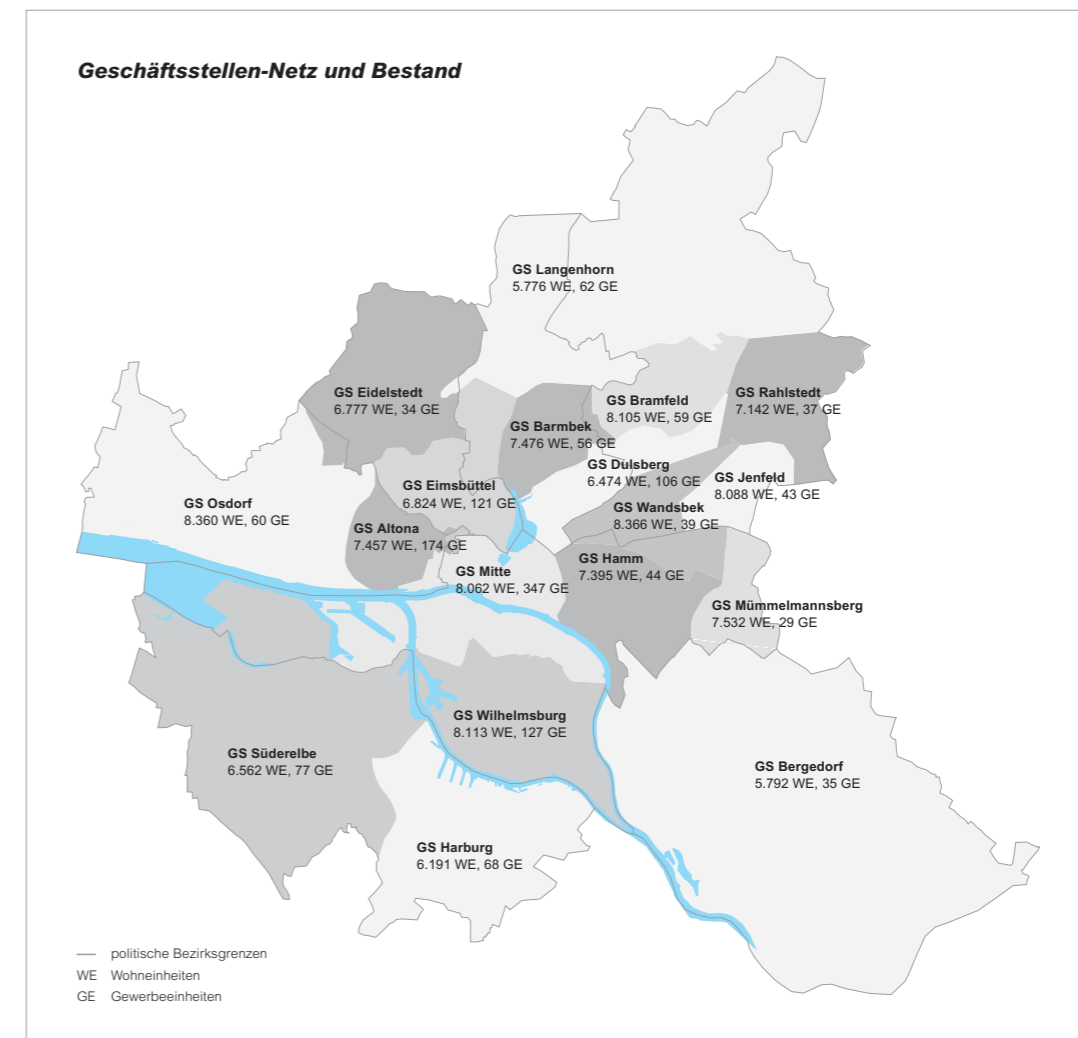 Geschäftsstellen-Netz und Bestand
GS Langenhorn
5.776 WE, 62 GE
GS Eidelstedt
6.777 WE, 34 GE
GS Bramfeld
8.105 WE, 59 GE
GS Rahlstedt
7.142 WE, 37 GE
GS Barmbek
7.476 WE, 56 GE
GS Dulsberg
6.474 WE, 106 GE
GS Jenfeld
8.088 WE, 43 GE
GS Eimsbüttel
6.824 WE, 121 GE
GS Osdorf
8.360 WE, 60 GE
GS Wandsbek
8.366 WE, 39 GE
GS Altona
7.457 WE, 174 GE
GS Mitte
8.062 WE, 347 GE
GS Hamm
7.395 WE, 44 GE
GS Mümmelmannsberg
7.532 WE, 29 GE
GS Wilhelmsburg
8.113 WE, 127 GE
GS Süderelbe
6.562 WE, 77 GE
GS Bergedorf
5.792 WE, 35 GE
GS Harburg
6.191 WE, 68 GE
politische Bezirksgrenzen
WE Wohneinheiten
GE Gewerbeeinheiten